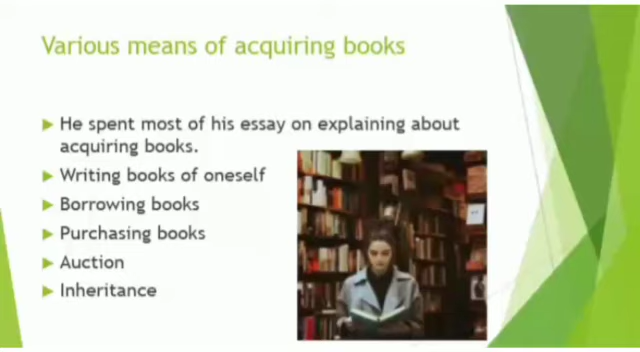 Various means of acquiring books
He spent most of his essay on explaining about
acquiring books.
Writing books of oneself
Borrowing books
Purchasing books
Auction
Inheritance